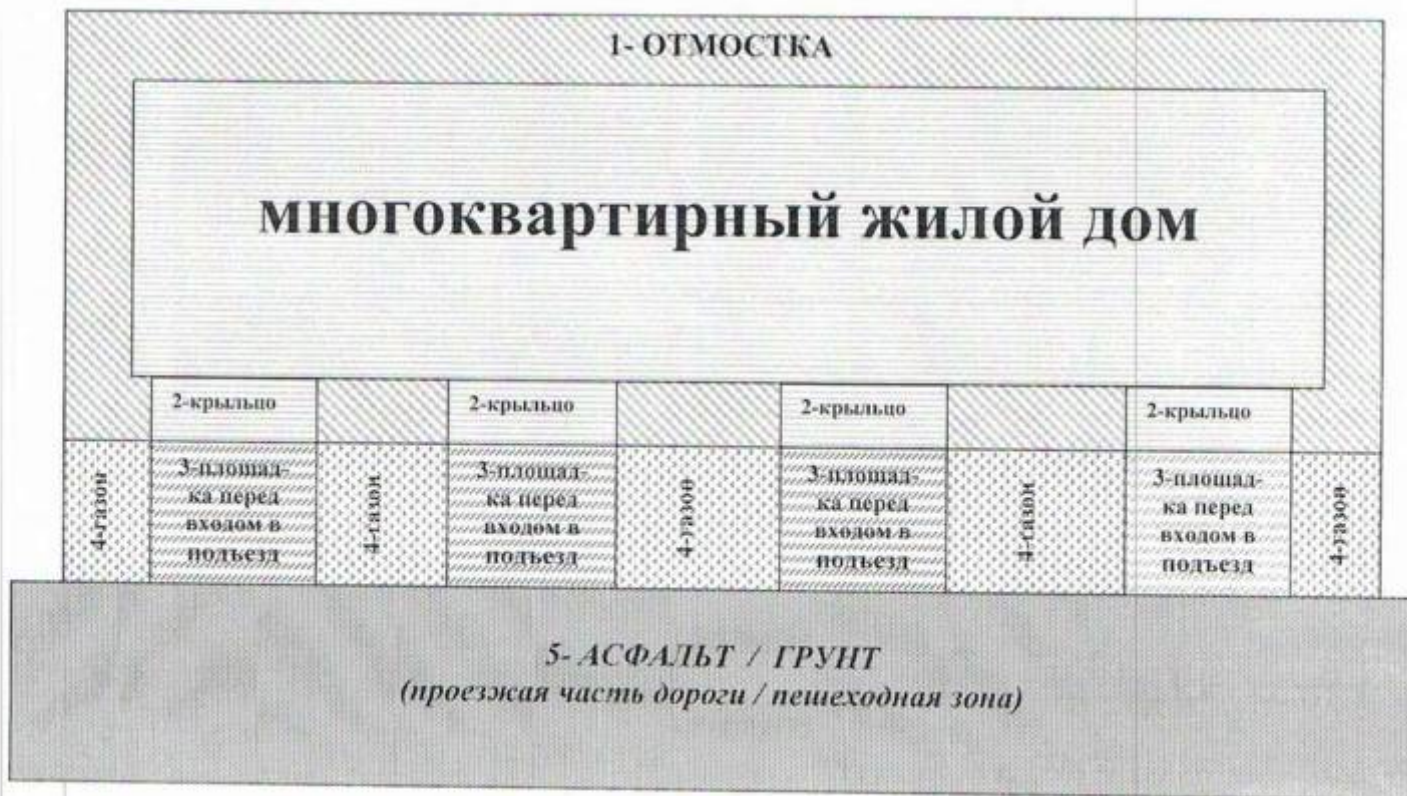 1- ОТМОСТКА
многоквартирный жилой дом
2-крыльцо
2-крыльцо
2-крыльцо
2-крыльцо
4-газон
3-площад-
ка перед
входом в
подъезд
4-газон
3-площад-
ка перед
входом в
подъезд
4-газон
3-площад-
ка перед
входом в
подъезд
4-газон
3-площад-
ка перед
входом в
подъезд
4-газон
5- АСФАЛЬТ / ГРУНТ
(проезжая часть дороги / пешеходная зона)